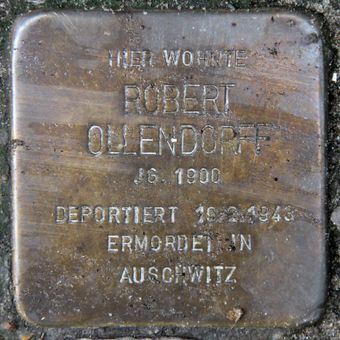 HIER WOHNTE
ROBERT
OLLENDORFF
JG. 1900
DEPORTIERT 19.2.1943
ERMORDET IN
AUSCHWITZ